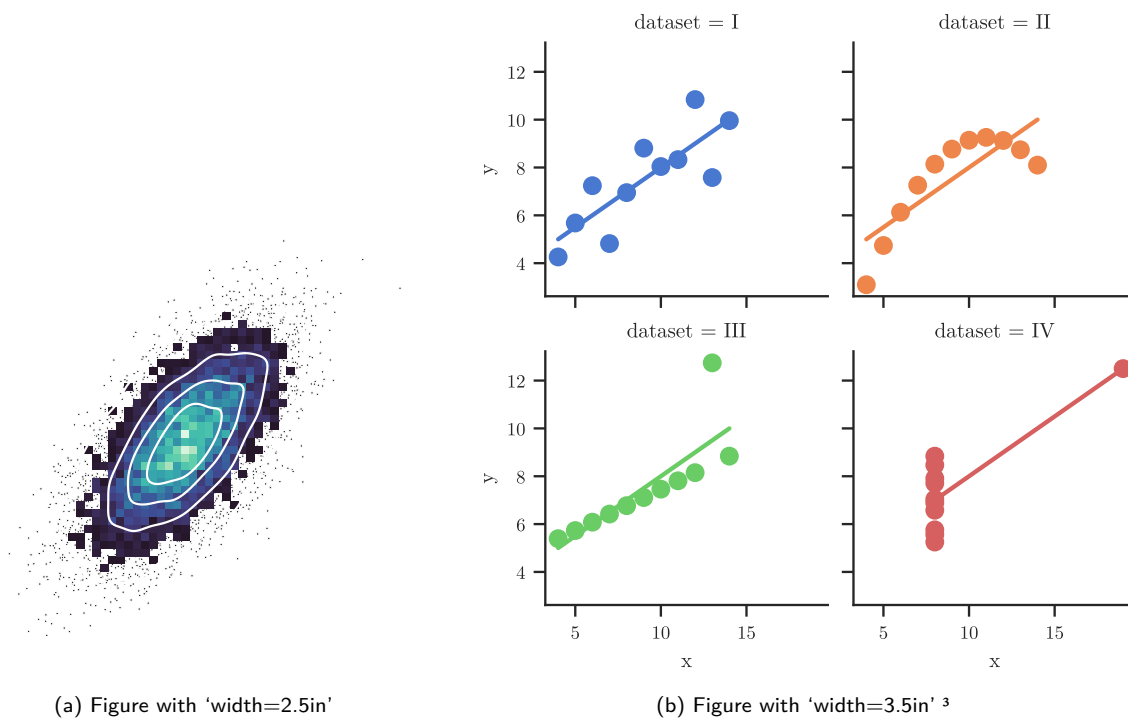 dataset = I
dataset = II
12
10
8
6
4
y
dataset = III
dataset = IV
12
10
8
6
4
y
5 10 15
5 10 15
x
x
(a) Figure with ‘width=2.5in’
(b) Figure with ‘width=3.5in’ ³